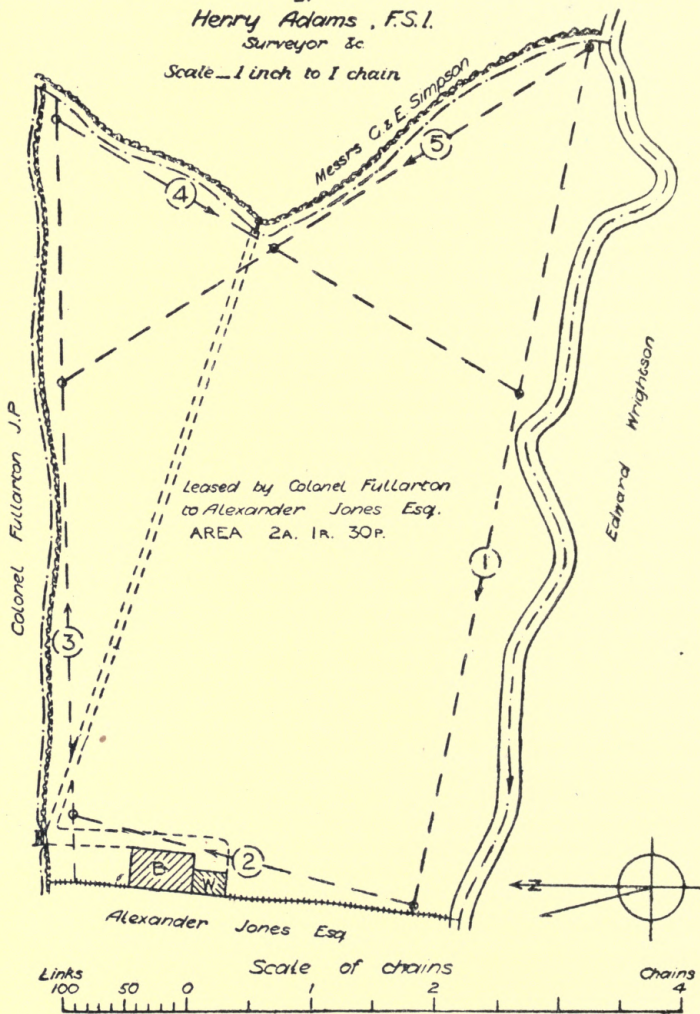 Henry Adams, F.S.I.
Surveyor &c
Scale_1 inch to 1 chain
Messrs C. & E. Simpson
5
4
Colonel Fullarton J.P
Edward Wrightson
Leased by Colonel Fullarton
to Alexander Jones Esq.
AREA 2A. 1R. 30P.
1
3
2
B
N
Alexander Jones Esq
Scale of chains
Links
Chains
100 50 0 1 2 4